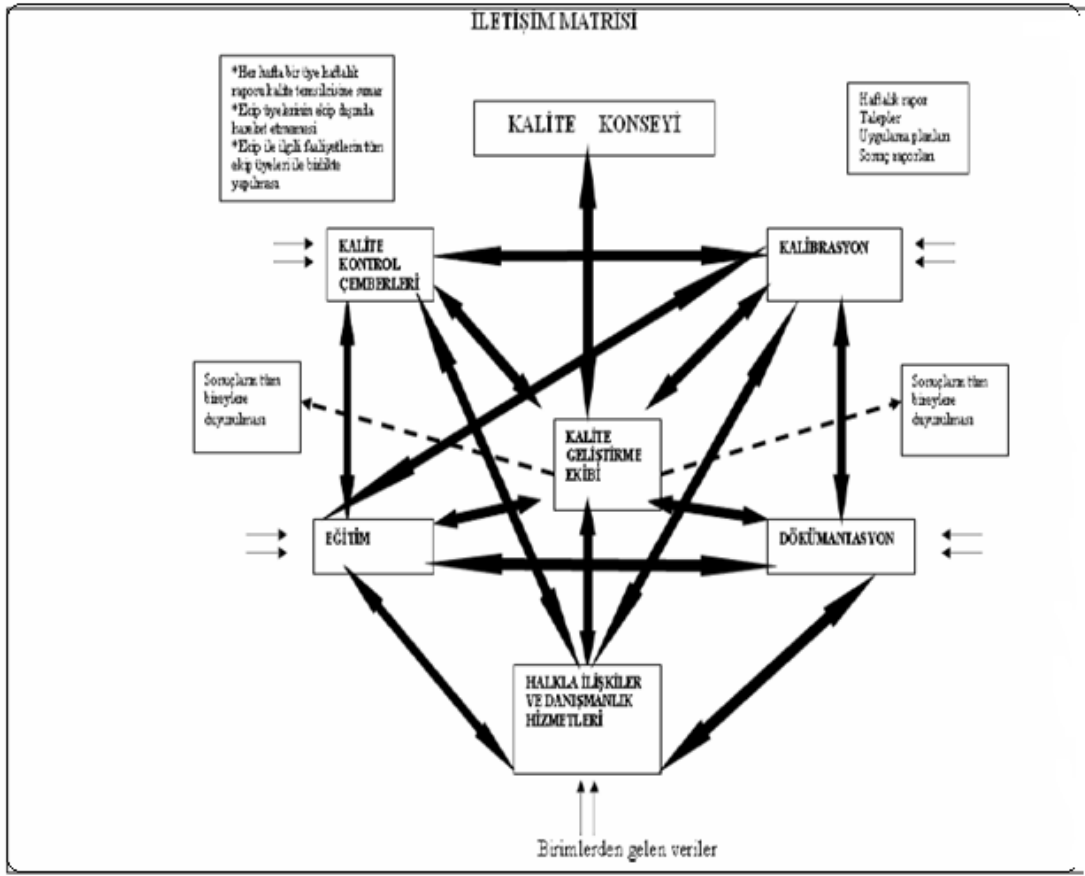 İLETİŞİM MATRİSİ
*Her hafta bir üye haftalık
raporu kalite temsilcisine sunar
*Ekip üyelerinin ekip dışında
hareket etmemesi
*Ekip ile ilgili faaliyetlerin tüm
ekip üyeleri ile birlikte
yapılması
KALİTE KONSEYİ
Haftalık rapor
Talepler
Uygulama planları
Sonuç raporları
KALİTE
KONTROL
ÇEMBERLERİ
KALİBRASYON
Sonuçların tüm
bireylere
duyurulması
KALİTE
GELİŞTİRME
EKİBİ
Sonuçların tüm
bireylere
duyurulması
EĞİTİM
DÖKÜMANTASYON
HALKLA İLİŞKİLER
VE DANIŞMANLIK
HİZMETLERİ
Birimlerden gelen veriler